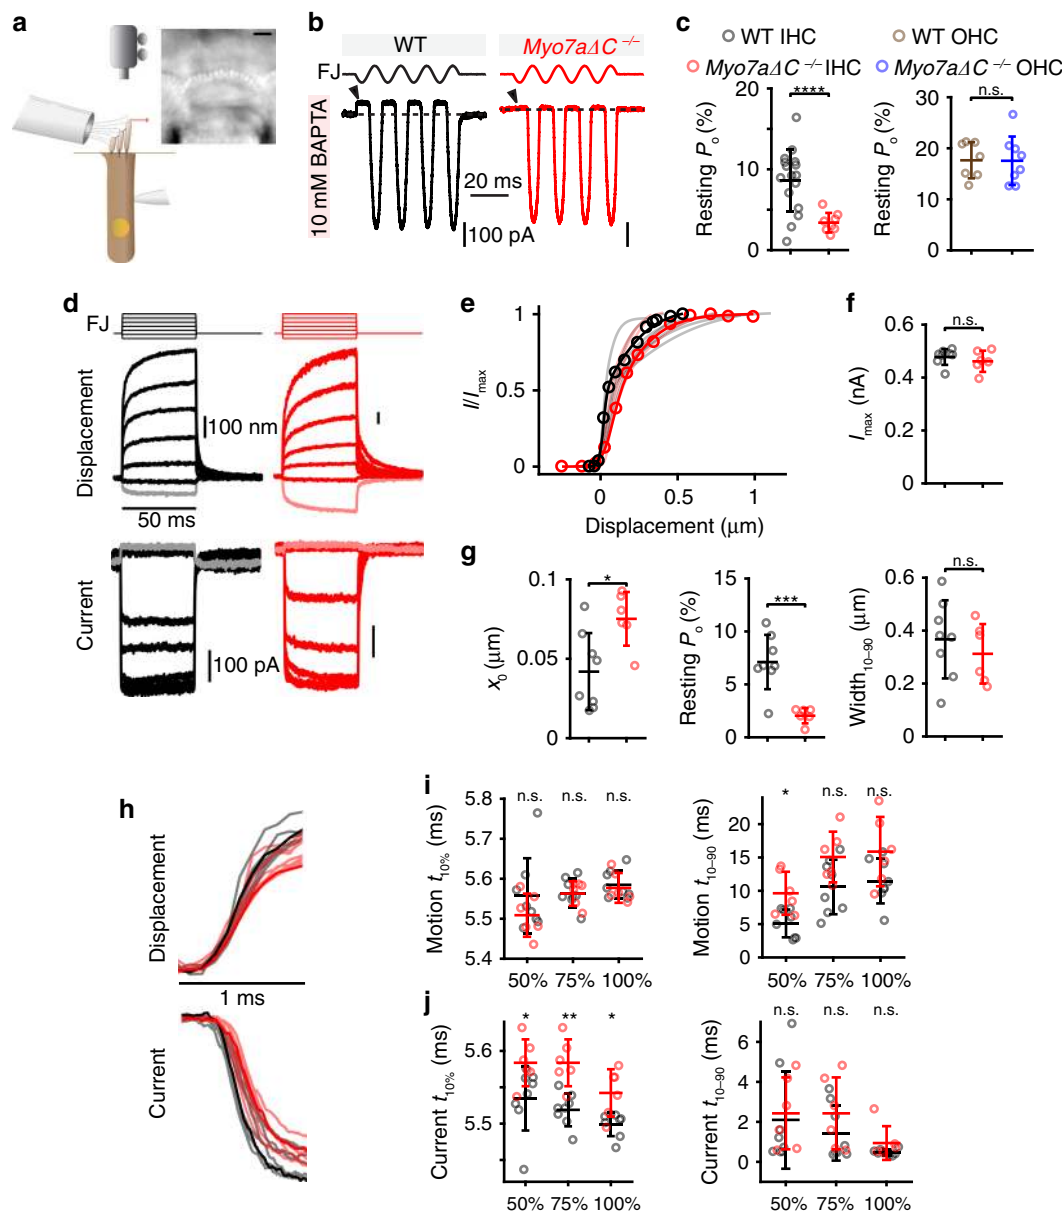 a
b
WT
Myo7aΔC −/−
FJ
10 mM BAPTA
20 ms
100 pA
c
WT IHC
WT OHC
Myo7aΔC −/− IHC
Myo7aΔC −/− OHC
****
n.s.
Resting Po (%)
20
10
0
Resting Po (%)
30
20
10
0
d
FJ
Displacement
100 nm
50 ms
Current
100 pA
e
I/Imax
1
0.5
0
0
0.5
1
Displacement (μm)
f
n.s.
Imax (nA)
0.6
0.4
0.2
0
g
*
x0 (μm)
0.1
0.05
0
***
Resting Po (%)
15
10
5
0
n.s.
Width10–90 (μm)
0.6
0.4
0.2
0
h
Displacement
1 ms
Current
i
n.s.
n.s.
n.s.
Motion t10% (ms)
5.8
5.7
5.6
5.5
5.4
50%
75%
100%
*
n.s.
n.s.
Motion t10–90 (ms)
20
15
10
5
0
50%
75%
100%
j
*
**
*
Current t10% (ms)
5.6
5.5
50%
75%
100%
n.s.
n.s.
n.s.
Current t10–90 (ms)
6
4
2
0
50%
75%
100%